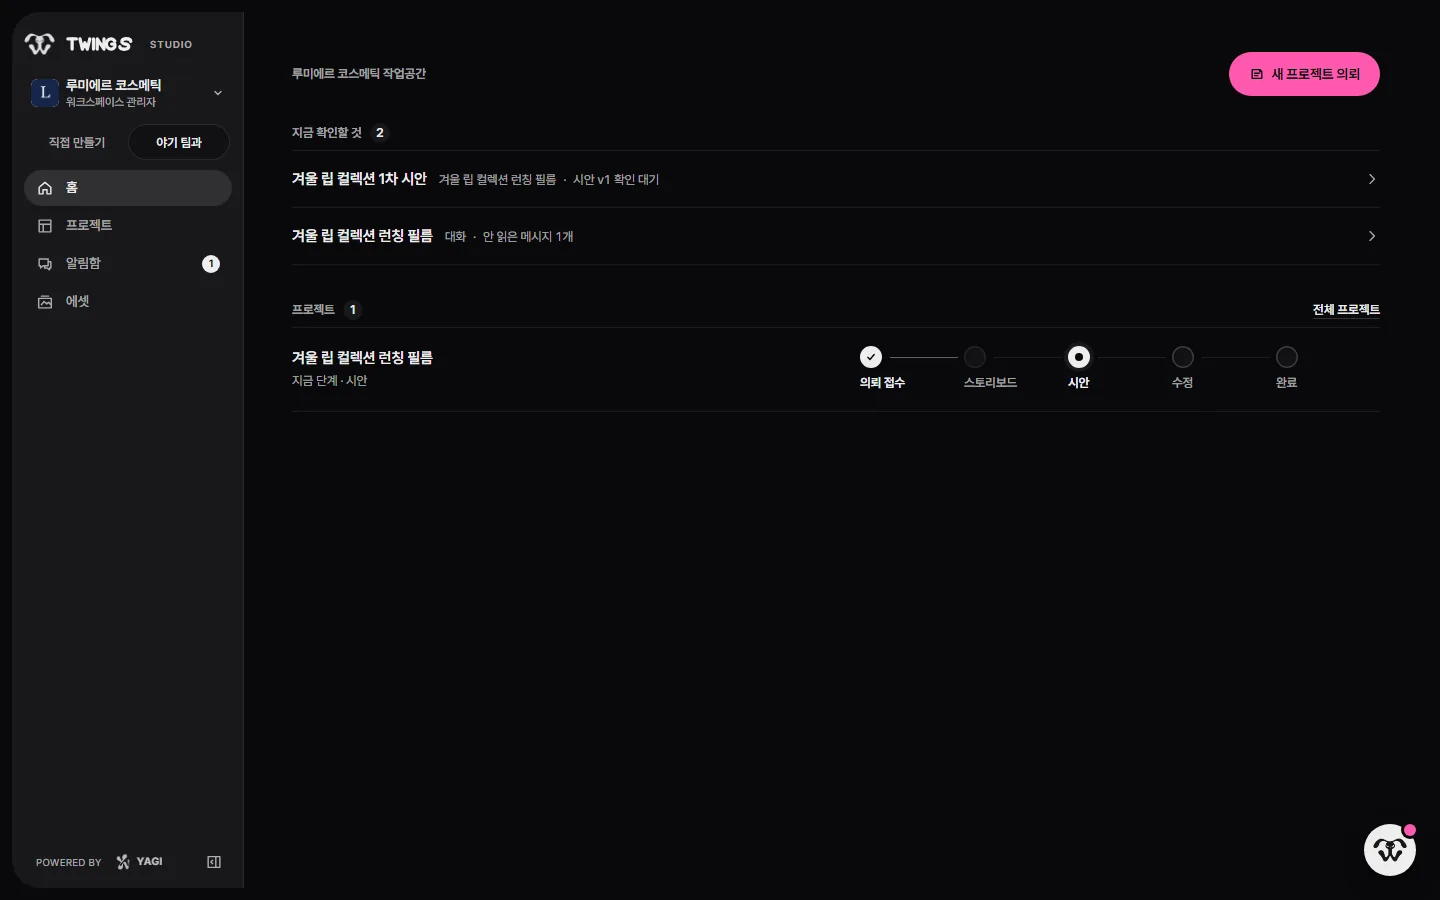 TWINGS STUDIO
루미에르 코스메틱
워크스페이스 관리자
L
직접 만들기 야기 팀과
홈
프로젝트
알림함 1
에셋
POWERED BY YAGI
루미에르 코스메틱 작업공간
새 프로젝트 의뢰
지금 확인할 것 2
겨울 립 컬렉션 1차 시안 겨울 립 컬렉션 런칭 필름 · 시안 v1 확인 대기
겨울 립 컬렉션 런칭 필름 대화 · 안 읽은 메시지 1개
프로젝트 1 전체 프로젝트
겨울 립 컬렉션 런칭 필름
지금 단계 · 시안
의뢰 접수 스토리보드 시안 수정 완료